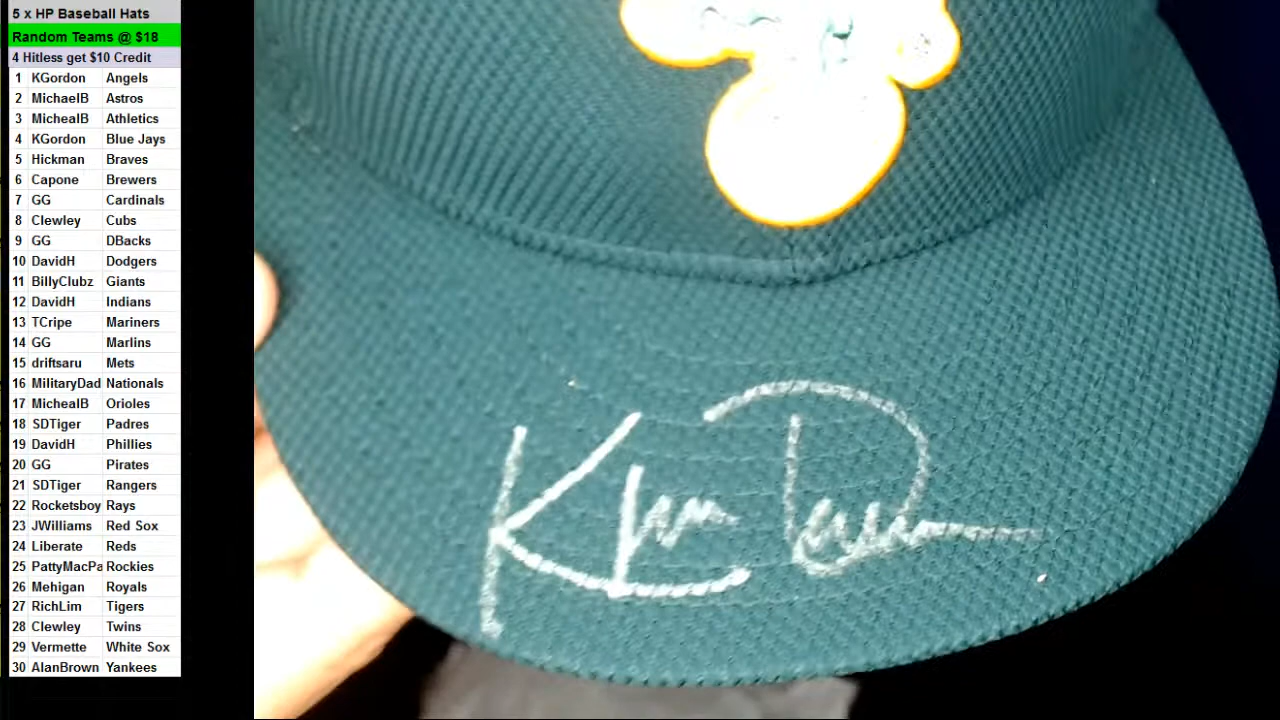 5 x HP Baseball Hats
Random Teams @ $18
4 Hitless get $10 Credit
1 KGordon Angels
2 MichaelB Astros
3 MichealB Athletics
4 KGordon Blue Jays
5 Hickman Braves
6 Capone Brewers
7 GG Cardinals
8 Clewley Cubs
9 GG DBacks
10 DavidH Dodgers
11 BillyClubz Giants
12 DavidH Indians
13 TCripe Mariners
14 GG Marlins
15 driftsaru Mets
16 MilitaryDad Nationals
17 MichealB Orioles
18 SDTiger Padres
19 DavidH Phillies
20 GG Pirates
21 SDTiger Rangers
22 Rocketsboy Rays
23 JWilliams Red Sox
24 Liberate Reds
25 PattyMacPa Rockies
26 Mehigan Royals
27 RichLim Tigers
28 Clewley Twins
29 Vermette White Sox
30 AlanBrown Yankees